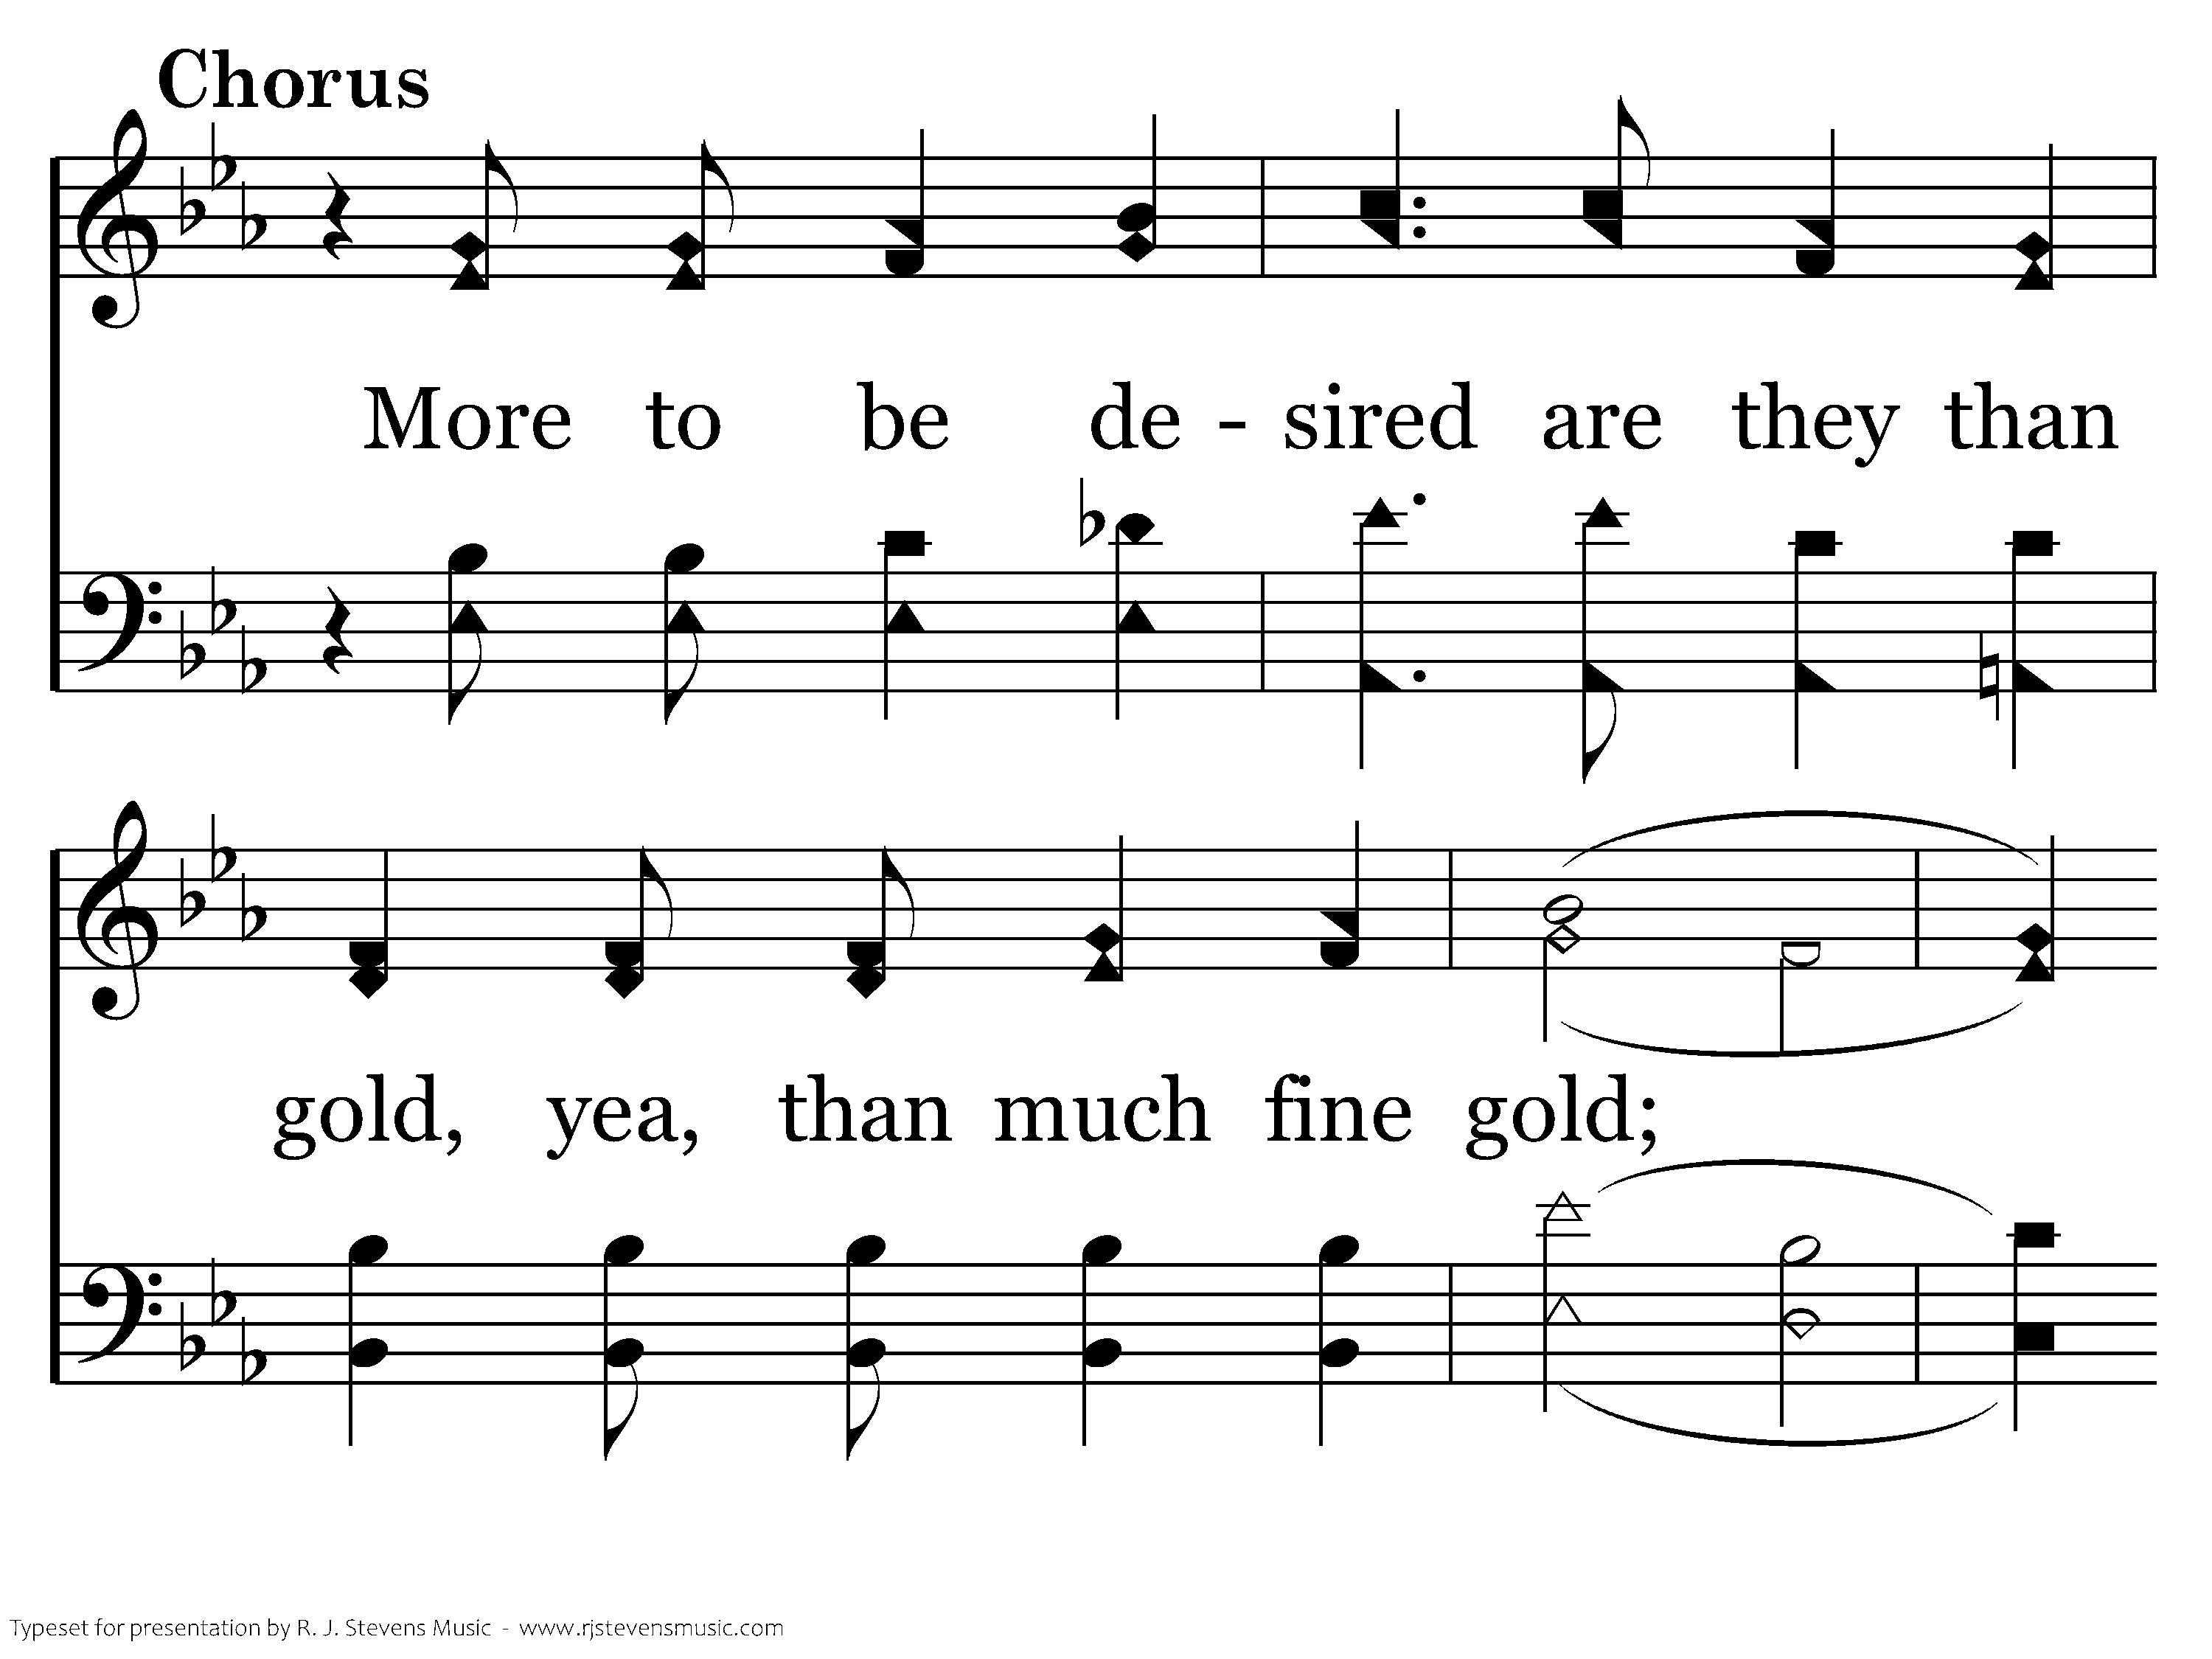 Chorus
More to be de - sired are they than
gold, yea, than much fine gold;
Typeset for presentation by R. J. Stevens Music - www.rjstevensmusic.com